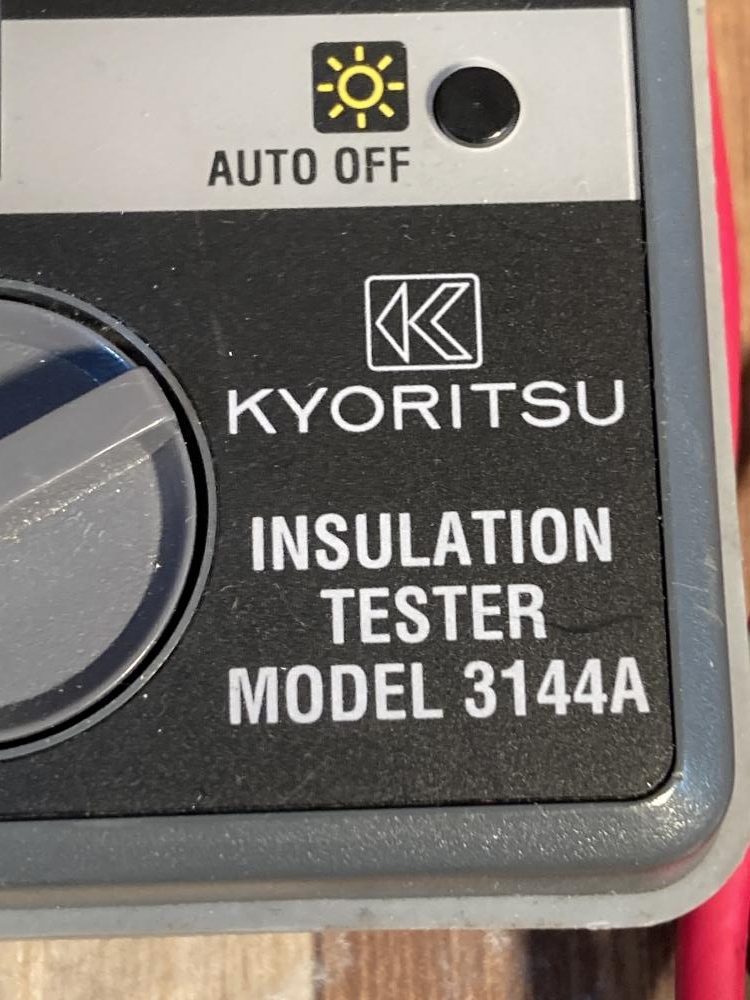 AUTO OFF
KYORITSU
INSULATION
TESTER
MODEL 3144A